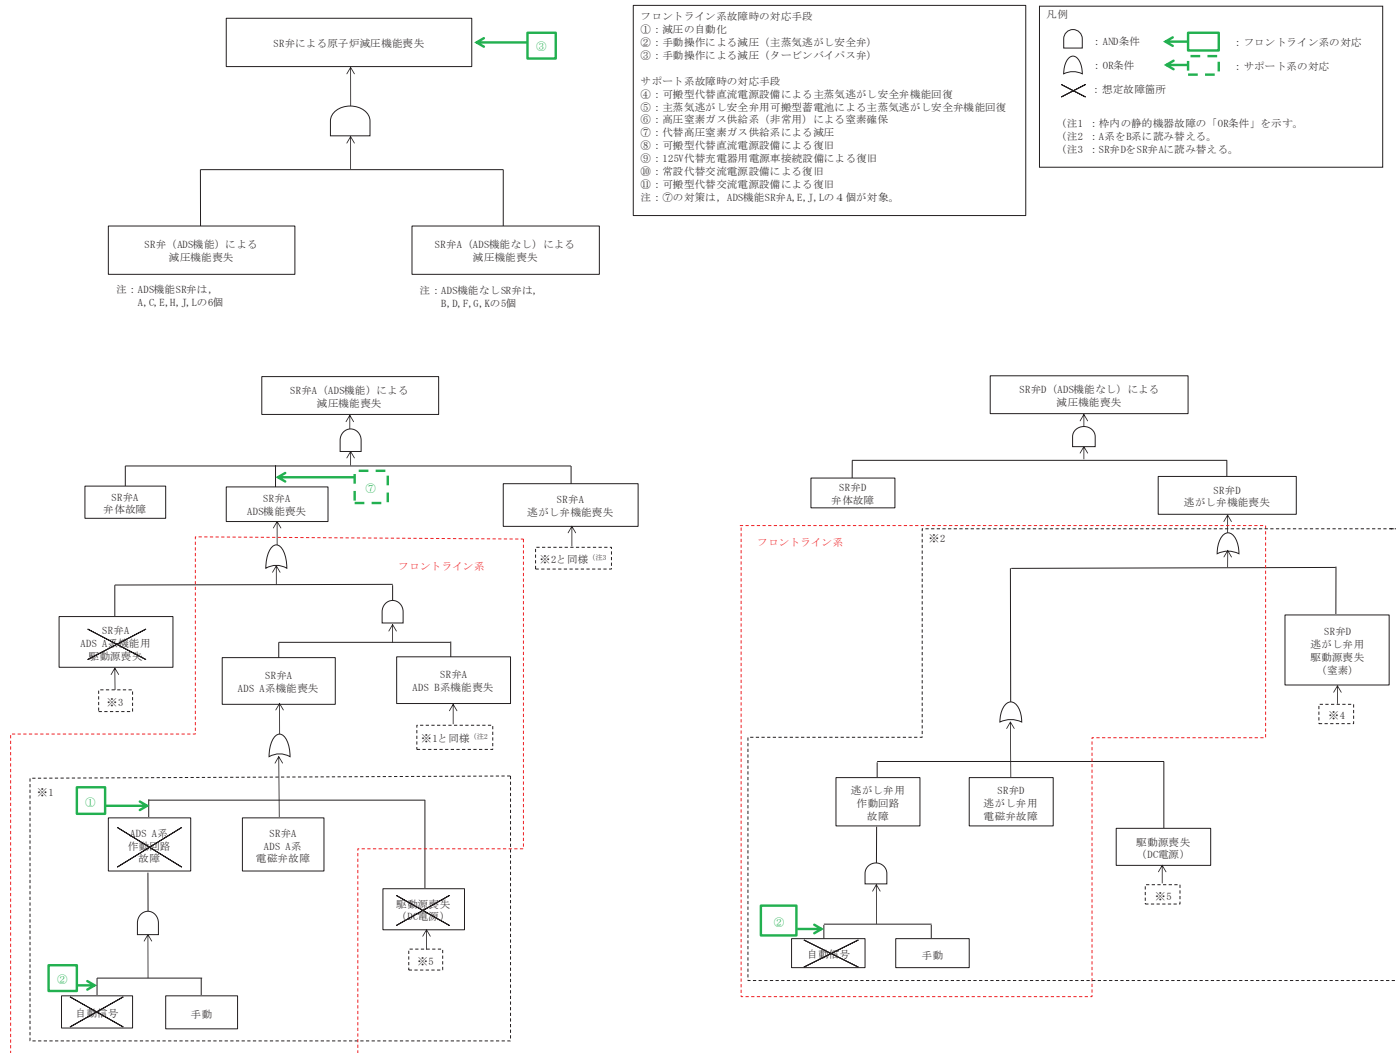 SR弁による原子炉減圧機能喪失
③
SR弁（ADS機能）による
減圧機能喪失
SR弁A（ADS機能なし）による
減圧機能喪失
注：ADS機能SR弁は，
A,C,E,H,J,Lの6個
注：ADS機能なしSR弁は，
B,D,F,G,Kの5個
フロントライン系故障時の対応手段
①：減圧の自動化
②：手動操作による減圧（主蒸気逃がし安全弁）
③：手動操作による減圧（タービンバイパス弁）
サポート系故障時の対応手段
④：可搬型代替直流電源設備による主蒸気逃がし安全弁機能回復
⑤：主蒸気逃がし安全弁用可搬型蓄電池による主蒸気逃がし安全弁機能回復
⑥：高圧窒素ガス供給系（非常用）による窒素確保
⑦：代替高圧窒素ガス供給系による減圧
⑧：可搬型代替直流電源設備による復旧
⑨：125V代替充電器用電源車接続設備による復旧
⑩：常設代替交流電源設備による復旧
⑪：可搬型代替交流電源設備による復旧
注：⑦の対策は，ADS機能SR弁A,E,J,Lの４個が対象。
凡例
：AND条件
：フロントライン系の対応
：OR条件
：サポート系の対応
：想定故障箇所
（注1 ：枠内の静的機器故障の「OR条件」を示す。
（注2 ：A系をB系に読み替える。
（注3 ：SR弁DをSR弁Aに読み替える。
SR弁A（ADS機能）による
減圧機能喪失
SR弁A
弁体故障
SR弁A
ADS機能喪失
⑦
SR弁A
逃がし弁機能喪失
※2と同様（注3
フロントライン系
SR弁A
ADS A系機能用
駆動源喪失
※3
SR弁A
ADS A系機能喪失
SR弁A
ADS B系機能喪失
※1と同様（注2
※1
①
ADS A系
作動回路
故障
SR弁A
ADS A系
電磁弁故障
駆動源喪失
（DC電源）
※5
②
自動信号
手動
SR弁D（ADS機能なし）による
減圧機能喪失
SR弁D
弁体故障
SR弁D
逃がし弁機能喪失
フロントライン系
※2
SR弁D
逃がし弁用
駆動源喪失
（窒素）
※4
逃がし弁用
作動回路
故障
SR弁D
逃がし弁用
電磁弁故障
駆動源喪失
（DC電源）
※5
②
自動信号
手動